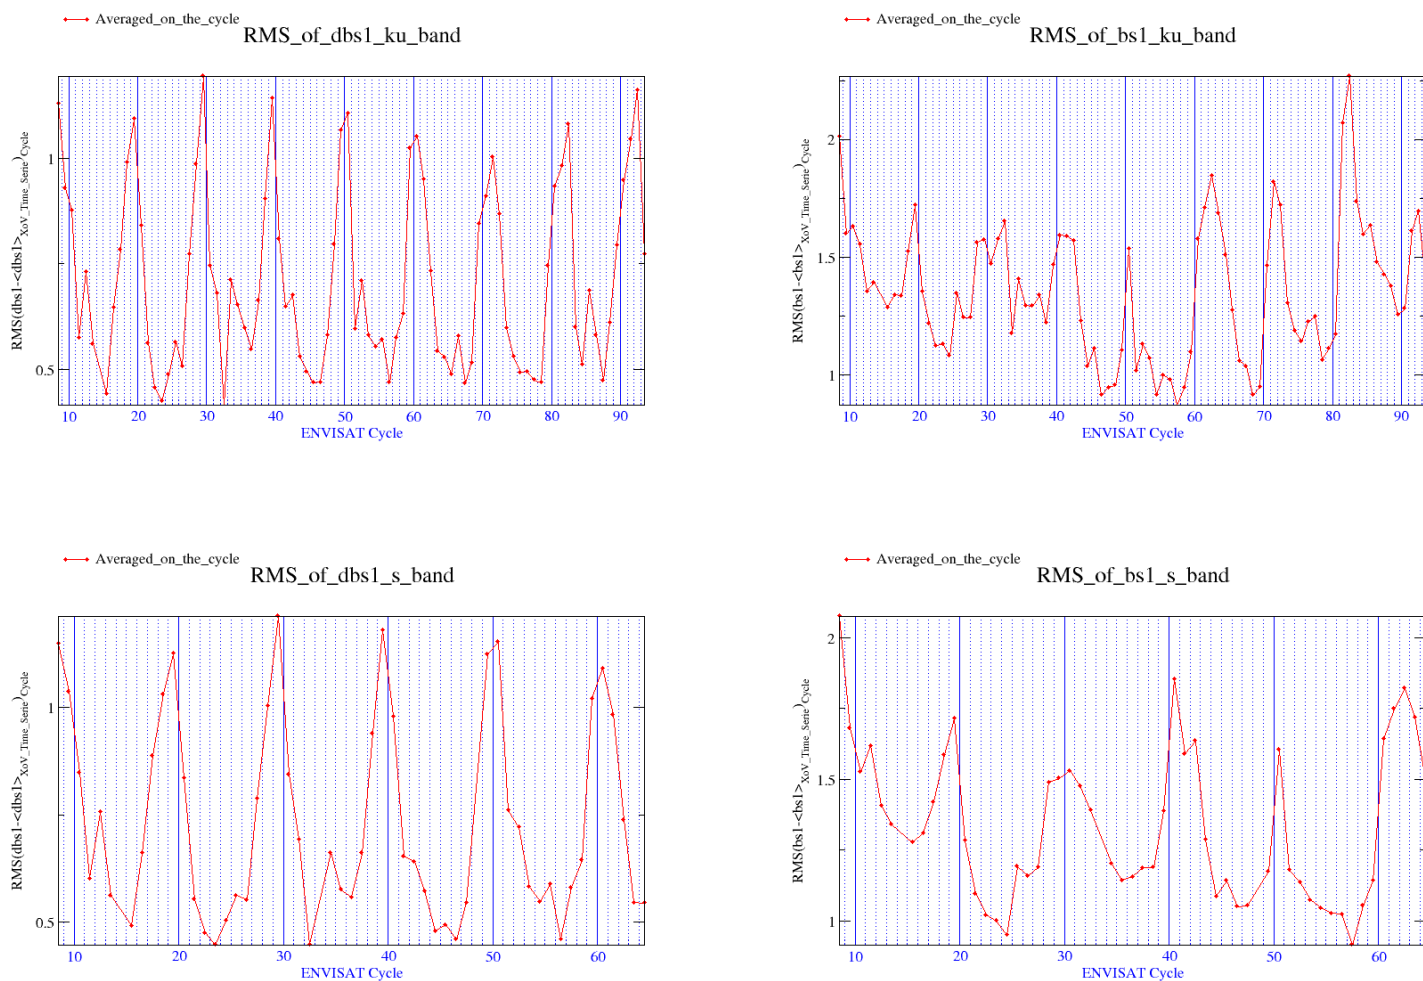 Averaged_on_the_cycle
RMS_of_dbs1_ku_band
RMS(dbs1-<dbs1>XoV_Time_Serie)Cycle
1
0.5
10 20 30 40 50 60 70 80 90
ENVISAT Cycle
Averaged_on_the_cycle
RMS_of_bs1_ku_band
RMS(bs1-<bs1>XoV_Time_Serie)Cycle
2
1.5
1
10 20 30 40 50 60 70 80 90
ENVISAT Cycle
Averaged_on_the_cycle
RMS_of_dbs1_s_band
RMS(dbs1-<dbs1>XoV_Time_Serie)Cycle
1
0.5
10 20 30 40 50 60
ENVISAT Cycle
Averaged_on_the_cycle
RMS_of_bs1_s_band
RMS(bs1-<bs1>XoV_Time_Serie)Cycle
2
1.5
1
10 20 30 40 50 60
ENVISAT Cycle